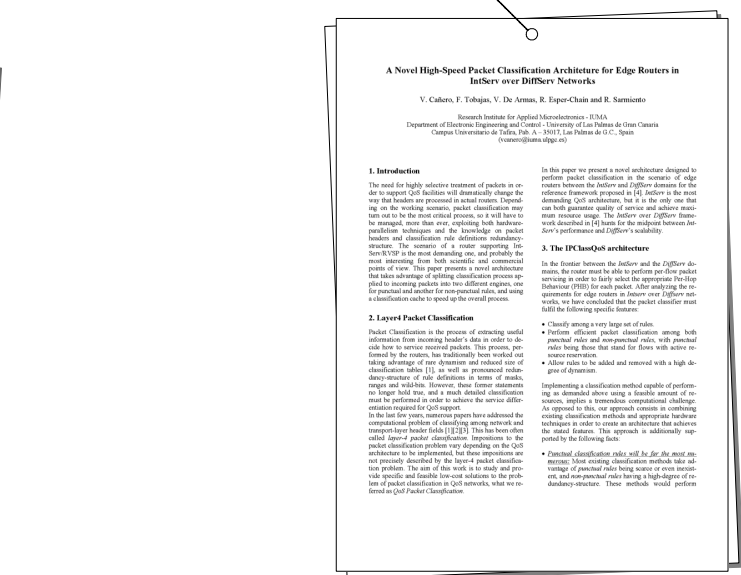 A Novel High-Speed Packet Classification Architeture for Edge Routers in
IntServ over DiffServ Networks
V. Cañero, F. Tobajas, V. De Armas, R. Esper-Chain and R. Sarmiento
Research Institute for Applied Microelectronics - IUMA
Department of Electronic Engineering and Control - University of Las Palmas de Gran Canaria
Campus Universitario de Tafira, Pab. A – 35017, Las Palmas de G.C., Spain
(vcanero@iuma.ulpgc.es)
1. Introduction
The need for highly selective treatment of packets in or-
der to support QoS facilities will dramatically change the
way that headers are processed in actual routers. Depend-
ing on the working scenario, packet classification may
turn out to be the most critical process, so it will have to
be managed, more than ever, exploiting both hardware-
parallelism techniques and the knowledge on packet
headers and classification rule definitions redundancy-
structure. The scenario of a router supporting Int-
Serv/RVSP is the most demanding one, and probably the
most interesting from both scientific and commercial
points of view. This paper presents a novel architecture
that takes advantage of splitting classification process ap-
plied to incoming packets into two different engines, one
for punctual and another for non-punctual rules, and using
a classification cache to speed up the overall process.
2. Layer4 Packet Classification
Packet Classification is the process of extracting useful
information from incoming header's data in order to de-
cide how to service received packets. This process, per-
formed by the routers, has traditionally been worked out
taking advantage of rare dynamism and reduced size of
classification tables [1], as well as pronounced redun-
dancy-structure of rule definitions in terms of masks,
ranges and wild-bits. However, these former statements
no longer hold true, and a much detailed classification
must be performed in order to achieve the service differ-
entiation required for QoS support.
In the last few years, numerous papers have addressed the
computational problem of classifying among network and
transport-layer header fields [1][2][3]. This has been often
called layer-4 packet classification. Impositions to the
packet classification problem vary depending on the QoS
architecture to be implemented, but these impositions are
not precisely described by the layer-4 packet classifica-
tion problem. The aim of this work is to study and pro-
vide specific and feasible low-cost solutions to the prob-
lem of packet classification in QoS networks, what we re-
ferred as QoS Packet Classification.
In this paper we present a novel architecture designed to
perform packet classification in the scenario of edge
routers between the IntServ and DiffServ domains for the
reference framework proposed in [4]. IntServ is the most
demanding QoS architecture, but it is the only one that
can both guarantee quality of service and achieve maxi-
mum resource usage. The IntServ over DiffServ frame-
work described in [4] hunts for the midpoint between Int-
Serv's performance and DiffServ's scalability.
3. The IPClassQoS architecture
In the frontier between the IntServ and the DiffServ do-
mains, the router must be able to perform per-flow packet
servicing in order to fairly select the appropriate Per-Hop
Behaviour (PHB) for each packet. After analyzing the re-
quirements for edge routers in Intserv over Diffserv net-
works, we have concluded that the packet classifier must
fulfil the following specific features:
• Classify among a very large set of rules.
• Perform efficient packet classification among both
punctual rules and non-punctual rules, with punctual
rules being those that stand for flows with active re-
source reservation.
• Allow rules to be added and removed with a high de-
gree of dynamism.
Implementing a classification method capable of perform-
ing as demanded above using a feasible amount of re-
sources, implies a tremendous computational challenge.
As opposed to this, our approach consists in combining
existing classification methods and appropriate hardware
techniques in order to create an architecture that achieves
the stated features. This approach is additionally sup-
ported by the following facts:
• Punctual classification rules will be far the most nu-
merous: Most existing classification methods take ad-
vantage of punctual rules being scarce or even inexist-
ent, and non-punctual rules having a high-degree of re-
dundancy-structure. These methods would perform